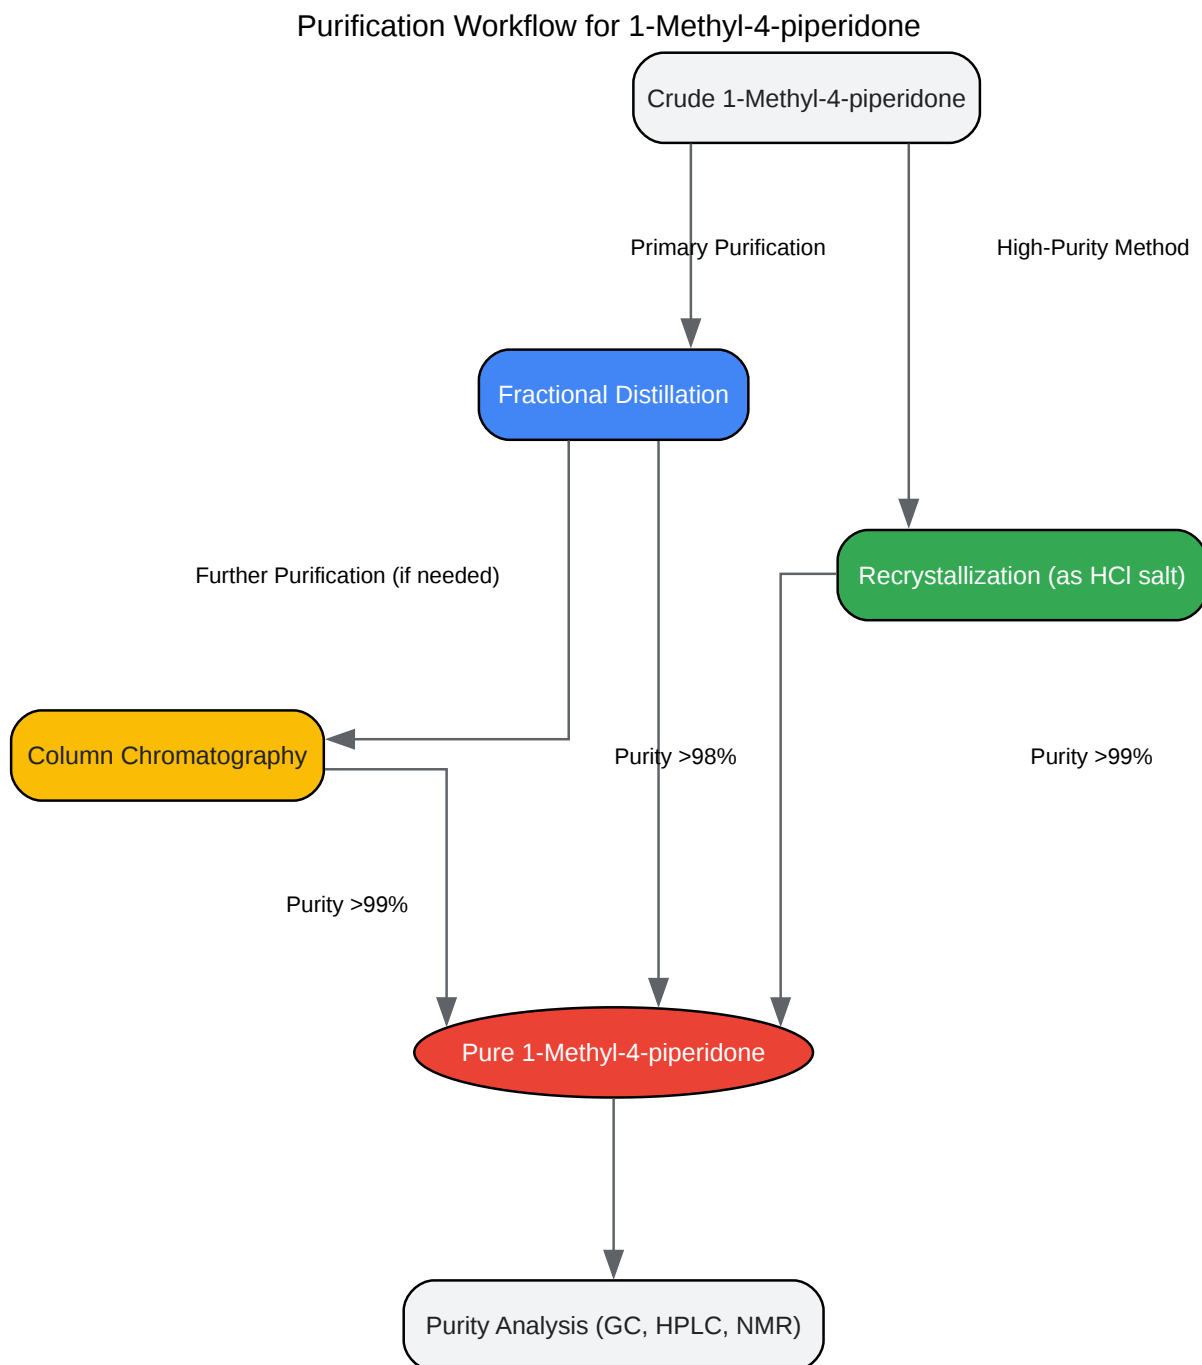 Purification Workflow for 1-Methyl-4-piperidone
Crude 1-Methyl-4-piperidone
Primary Purification
High-Purity Method
Fractional Distillation
Further Purification (if needed)
Recrystallization (as HCl salt)
Column Chromatography
Purity >98%
Purity >99%
Purity >99%
Pure 1-Methyl-4-piperidone
Purity Analysis (GC, HPLC, NMR)